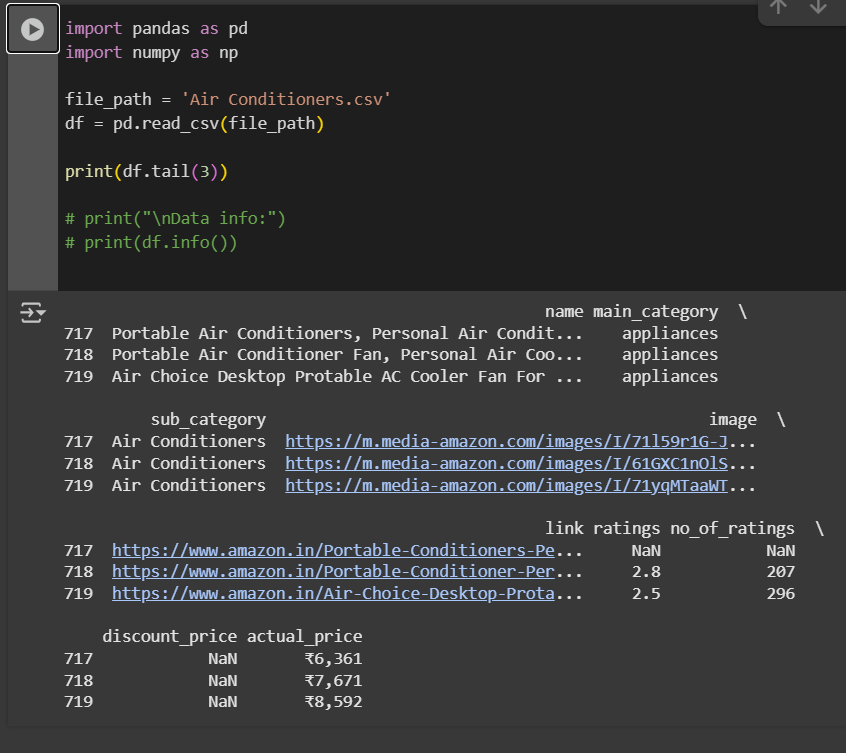 import pandas as pd
import numpy as np
file_path = 'Air Conditioners.csv'
df = pd.read_csv(file_path)
print(df.tail(3))
# print("\nData info:")
# print(df.info())
name main_category \
717 Portable Air Conditioners, Personal Air Condit... appliances
718 Portable Air Conditioner Fan, Personal Air Coo... appliances
719 Air Choice Desktop Protable AC Cooler Fan For ... appliances
sub_category image \
717 Air Conditioners https://m.media-amazon.com/images/I/71l59r1G-J...
718 Air Conditioners https://m.media-amazon.com/images/I/61GXC1nOlS...
719 Air Conditioners https://m.media-amazon.com/images/I/71yqMTaaWT...
link ratings no_of_ratings \
717 https://www.amazon.in/Portable-Conditioners-Pe... NaN NaN
718 https://www.amazon.in/Portable-Conditioner-Per... 2.8 207
719 https://www.amazon.in/Air-Choice-Desktop-Prota... 2.5 296
discount_price actual_price
717 NaN ₹6,361
718 NaN ₹7,671
719 NaN ₹8,592